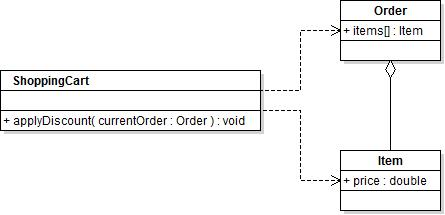 Order
+ items[] : Item
ShoppingCart
+ applyDiscount( currentOrder : Order ) : void
Item
+ price : double